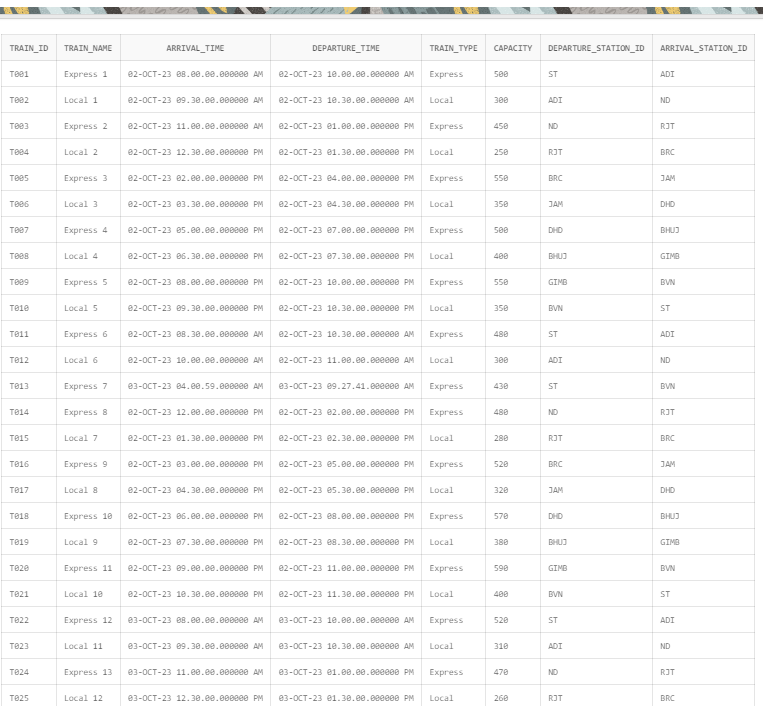 TRAIN_ID TRAIN_NAME ARRIVAL_TIME DEPARTURE_TIME TRAIN_TYPE CAPACITY DEPARTURE_STATION_ID ARRIVAL_STATION_ID
T001 Express 1 02-OCT-23 08.00.00.000000 AM 02-OCT-23 10.00.00.000000 AM Express 500 ST ADI
T002 Local 1 02-OCT-23 09.30.00.000000 AM 02-OCT-23 10.30.00.000000 AM Local 300 ADI ND
T003 Express 2 02-OCT-23 11.00.00.000000 AM 02-OCT-23 01.00.00.000000 PM Express 450 ND RJT
T004 Local 2 02-OCT-23 12.30.00.000000 PM 02-OCT-23 01.30.00.000000 PM Local 250 RJT BRC
T005 Express 3 02-OCT-23 02.00.00.000000 PM 02-OCT-23 04.00.00.000000 PM Express 550 BRC JAM
T006 Local 3 02-OCT-23 03.30.00.000000 PM 02-OCT-23 04.30.00.000000 PM Local 350 JAM DHD
T007 Express 4 02-OCT-23 05.00.00.000000 PM 02-OCT-23 07.00.00.000000 PM Express 500 DHD BHUJ
T008 Local 4 02-OCT-23 06.30.00.000000 PM 02-OCT-23 07.30.00.000000 PM Local 400 BHUJ GIMB
T009 Express 5 02-OCT-23 08.00.00.000000 PM 02-OCT-23 10.00.00.000000 PM Express 550 GIMB BVN
T010 Local 5 02-OCT-23 09.30.00.000000 PM 02-OCT-23 10.30.00.000000 PM Local 350 BVN ST
T011 Express 6 02-OCT-23 08.30.00.000000 AM 02-OCT-23 10.30.00.000000 AM Express 480 ST ADI
T012 Local 6 02-OCT-23 10.00.00.000000 AM 02-OCT-23 11.00.00.000000 AM Local 300 ADI ND
T013 Express 7 03-OCT-23 04.00.59.000000 AM 03-OCT-23 09.27.41.000000 AM Express 430 ST BVN
T014 Express 8 02-OCT-23 12.00.00.000000 PM 02-OCT-23 02.00.00.000000 PM Express 480 ND RJT
T015 Local 7 02-OCT-23 01.30.00.000000 PM 02-OCT-23 02.30.00.000000 PM Local 280 RJT BRC
T016 Express 9 02-OCT-23 03.00.00.000000 PM 02-OCT-23 05.00.00.000000 PM Express 520 BRC JAM
T017 Local 8 02-OCT-23 04.30.00.000000 PM 02-OCT-23 05.30.00.000000 PM Local 320 JAM DHD
T018 Express 10 02-OCT-23 06.00.00.000000 PM 02-OCT-23 08.00.00.000000 PM Express 570 DHD BHUJ
T019 Local 9 02-OCT-23 07.30.00.000000 PM 02-OCT-23 08.30.00.000000 PM Local 380 BHUJ GIMB
T020 Express 11 02-OCT-23 09.00.00.000000 PM 02-OCT-23 11.00.00.000000 PM Express 590 GIMB BVN
T021 Local 10 02-OCT-23 10.30.00.000000 PM 02-OCT-23 11.30.00.000000 PM Local 400 BVN ST
T022 Express 12 03-OCT-23 08.00.00.000000 AM 03-OCT-23 10.00.00.000000 AM Express 520 ST ADI
T023 Local 11 03-OCT-23 09.30.00.000000 AM 03-OCT-23 10.30.00.000000 AM Local 310 ADI ND
T024 Express 13 03-OCT-23 11.00.00.000000 AM 03-OCT-23 01.00.00.000000 PM Express 470 ND RJT
T025 Local 12 03-OCT-23 12.30.00.000000 PM 03-OCT-23 01.30.00.000000 PM Local 260 RJT BRC